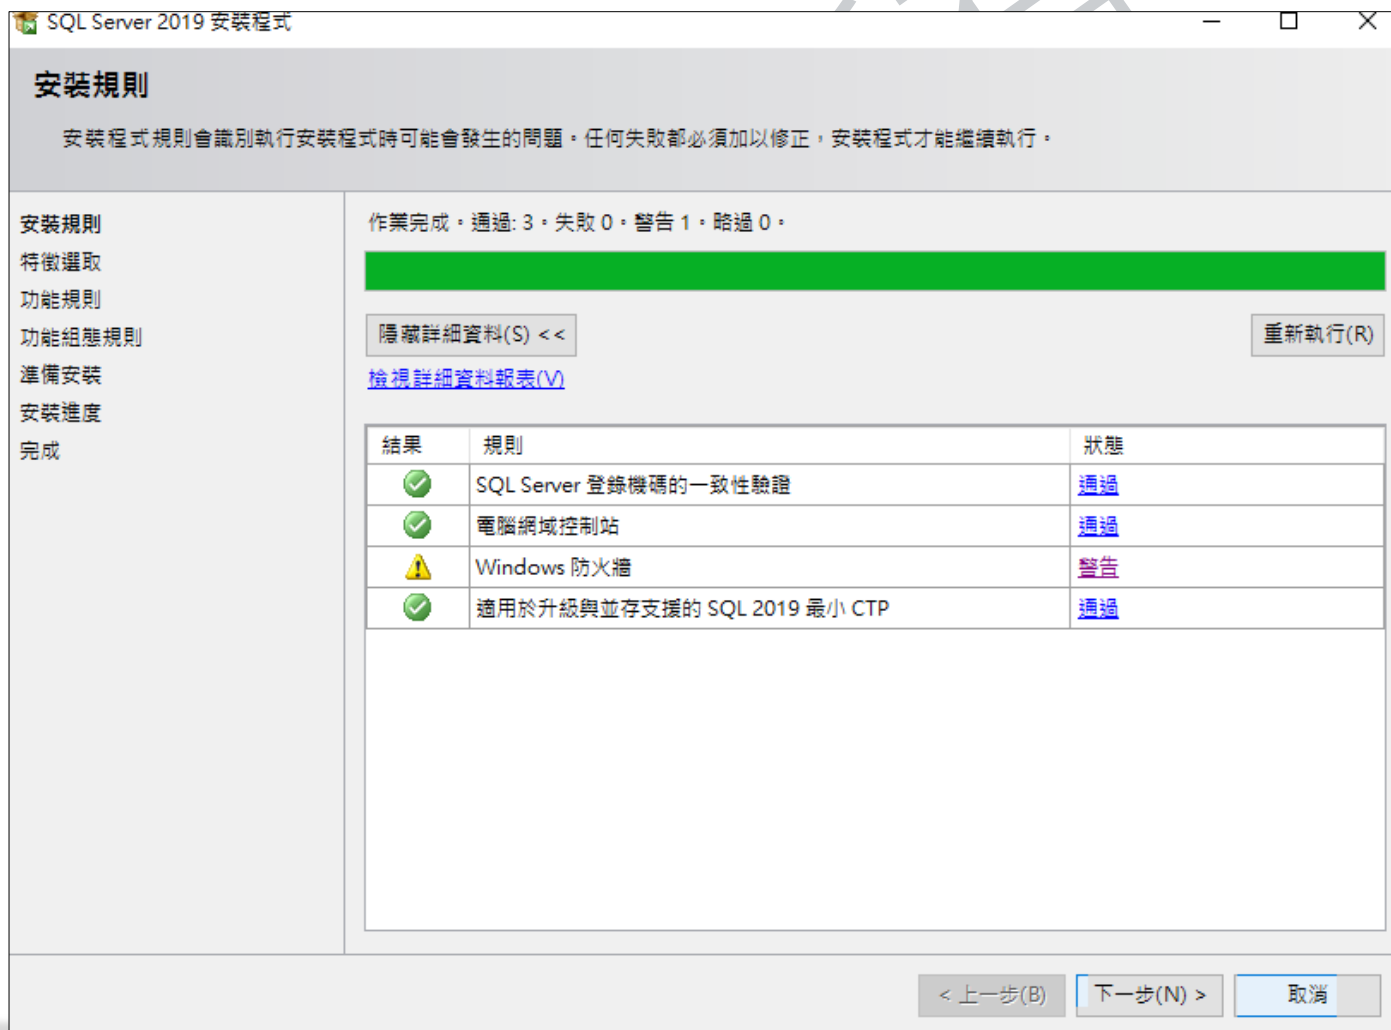 SQL Server 2019 安裝程式
安裝規則
安裝程式規則會識別執行安裝程式時可能會發生的問題。任何失敗都必須加以修正，安裝程式才能繼續執行。
安裝規則
特徵選取
功能規則
功能組態規則
準備安裝
安裝進度
完成
作業完成。通過: 3。失敗 0。警告 1。略過 0。
隱藏詳細資料(S) <<
重新執行(R)
檢視詳細資料報表(V)
結果 規則 狀態
SQL Server 登錄機碼的一致性驗證 通過
電腦網域控制站 通過
Windows 防火牆 警告
適用於升級與並存支援的 SQL 2019 最小 CTP 通過
< 上一步(B) 下一步(N) > 取消